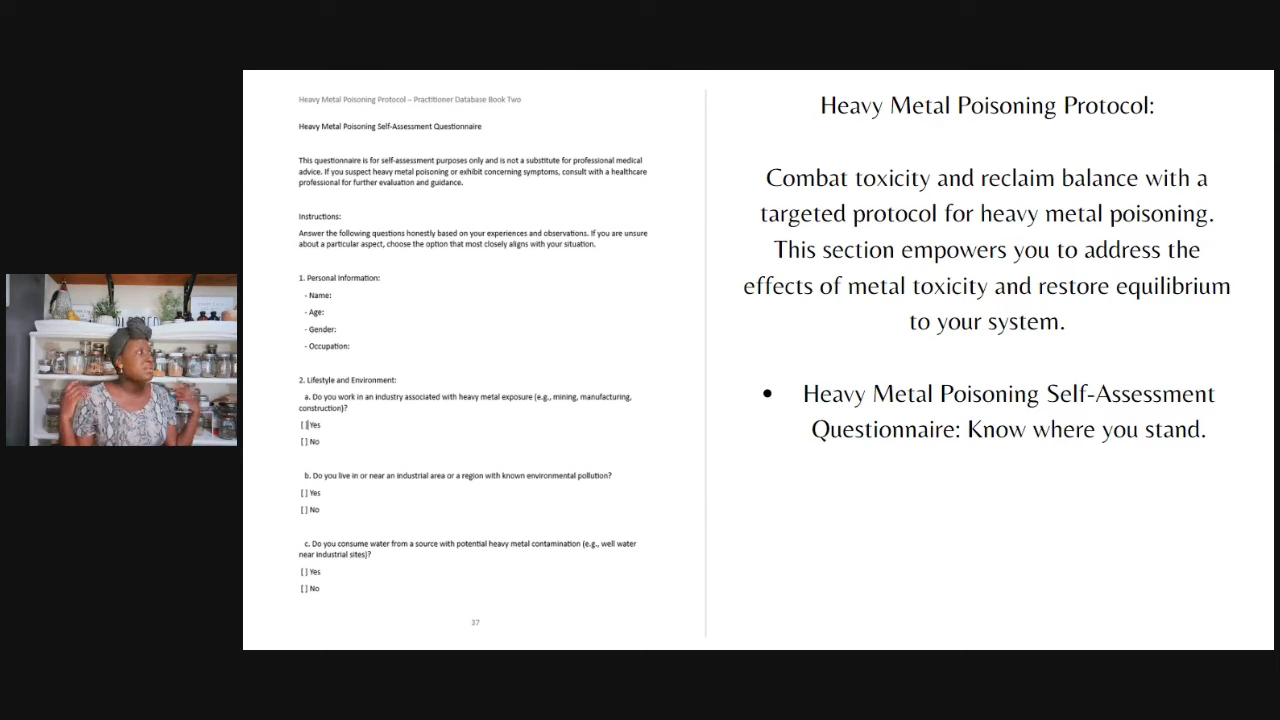 Heavy Metal Poisoning Protocol – Practitioner Database Book Two
Heavy Metal Poisoning Self-Assessment Questionnaire
This questionnaire is for self-assessment purposes only and is not a substitute for professional medical
advice. If you suspect heavy metal poisoning or exhibit concerning symptoms, consult with a healthcare
professional for further evaluation and guidance.
Instructions:
Answer the following questions honestly based on your experiences and observations. If you are unsure
about a particular aspect, choose the option that most closely aligns with your situation.
1. Personal Information:
- Name:
- Age:
- Gender:
- Occupation:
2. Lifestyle and Environment:
a. Do you work in an industry associated with heavy metal exposure (e.g., mining, manufacturing,
construction)?
[ ] Yes
[ ] No
b. Do you live in or near an industrial area or a region with known environmental pollution?
[ ] Yes
[ ] No
c. Do you consume water from a source with potential heavy metal contamination (e.g., well water
near industrial sites)?
[ ] Yes
[ ] No
37
Heavy Metal Poisoning Protocol:
Combat toxicity and reclaim balance with a
targeted protocol for heavy metal poisoning.
This section empowers you to address the
effects of metal toxicity and restore equilibrium
to your system.
• Heavy Metal Poisoning Self-Assessment
Questionnaire: Know where you stand.